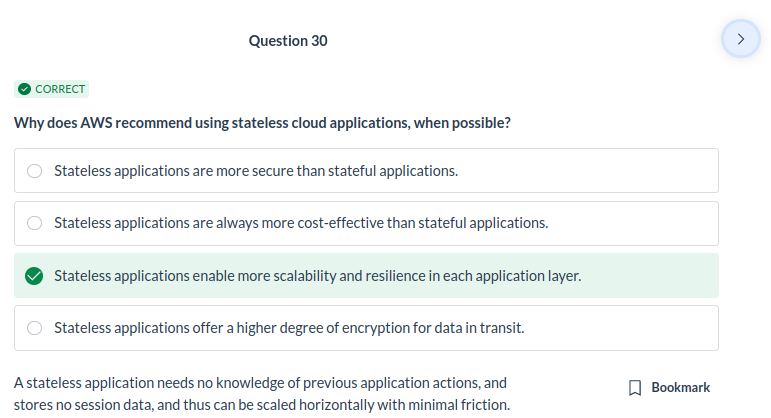 Question 30
CORRECT
Why does AWS recommend using stateless cloud applications, when possible?
Stateless applications are more secure than stateful applications.
Stateless applications are always more cost-effective than stateful applications.
Stateless applications enable more scalability and resilience in each application layer.
Stateless applications offer a higher degree of encryption for data in transit.
A stateless application needs no knowledge of previous application actions, and
stores no session data, and thus can be scaled horizontally with minimal friction.
Bookmark